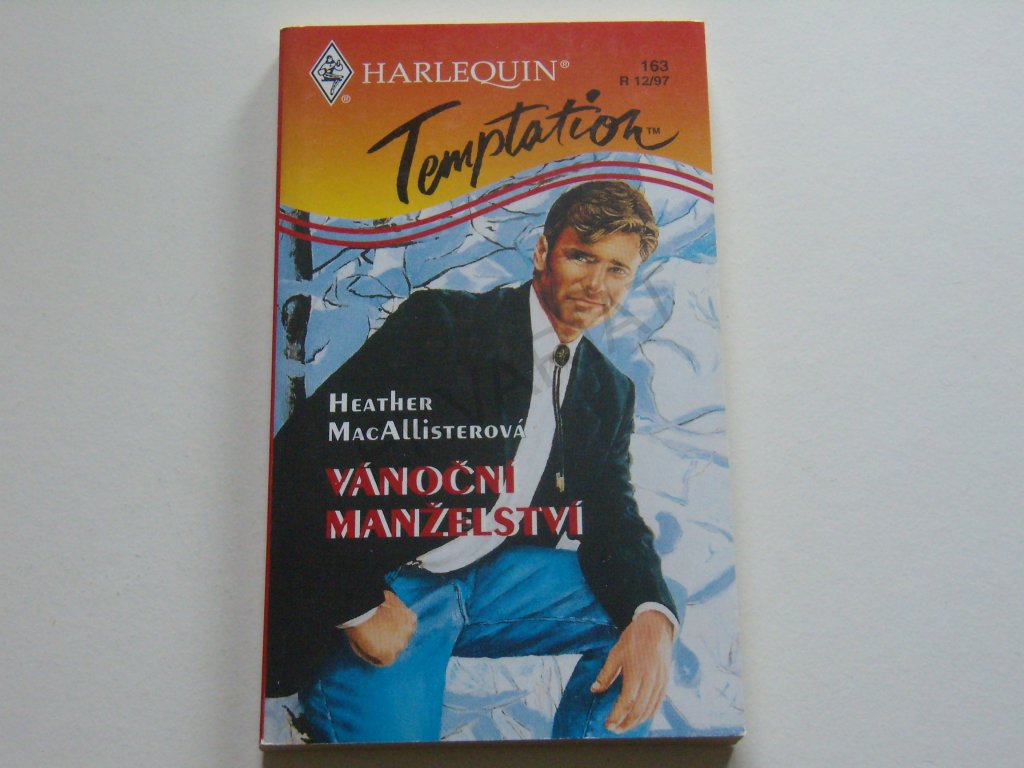 HARLEQUIN®
163
R 12/97
Temptation™
HEATHER
MACALLISTEROVÁ
VÁNOČNÍ
MANŽELSTVÍ